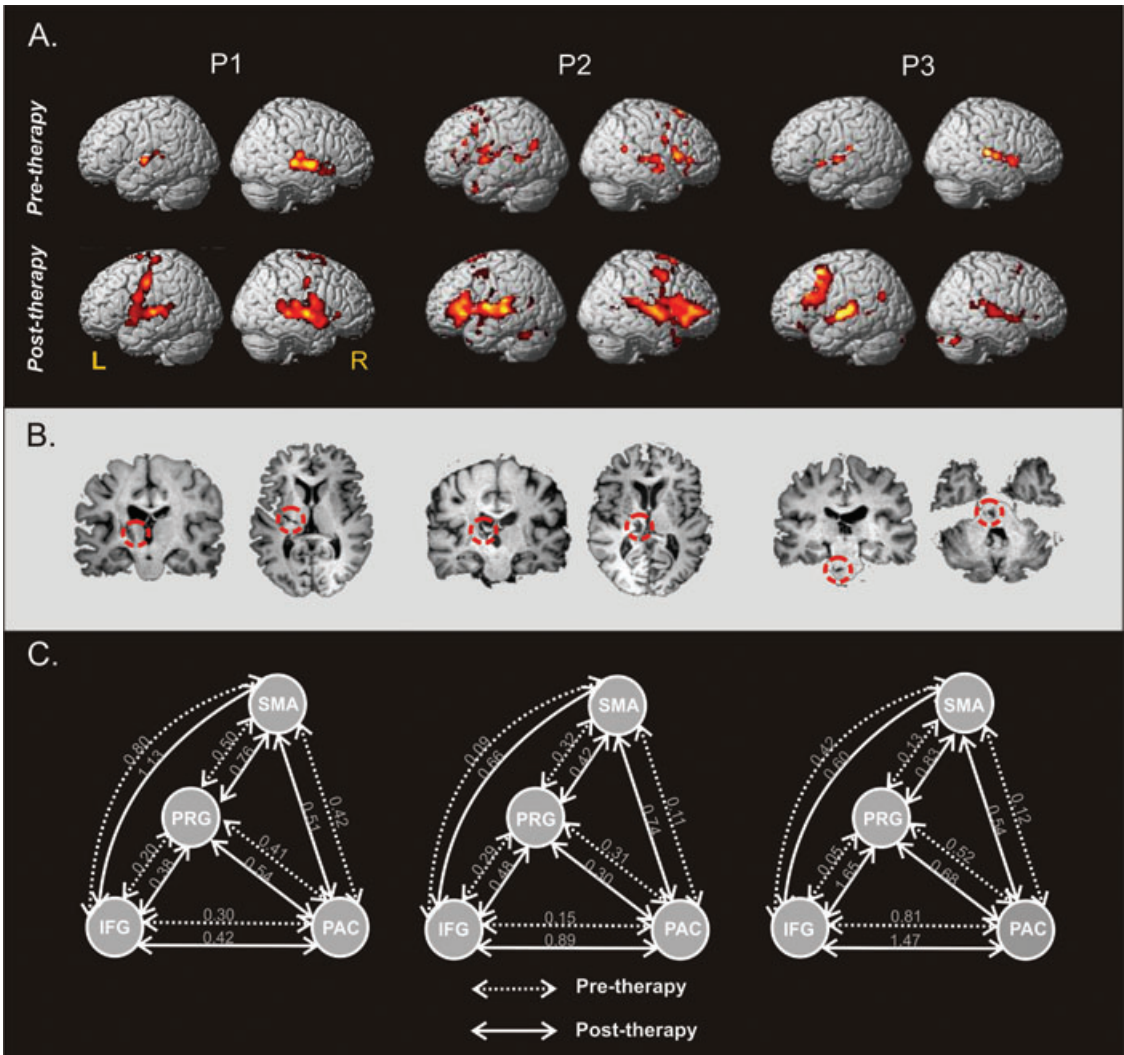 A.
P1 P2 P3
Pre-therapy
Post-therapy
L R
B.
C.
SMA
0.80
1.13
0.50
0.76
PRG
0.42
0.51
0.20
0.38
0.41
0.54
IFG
0.30
0.42
PAC
SMA
0.09
0.66
0.32
0.42
PRG
0.11
0.74
0.29
0.48
0.31
0.30
IFG
0.15
0.89
PAC
SMA
0.42
0.60
0.13
0.83
PRG
0.12
0.54
0.05
1.65
0.52
0.68
IFG
0.81
1.47
PAC
Pre-therapy
Post-therapy